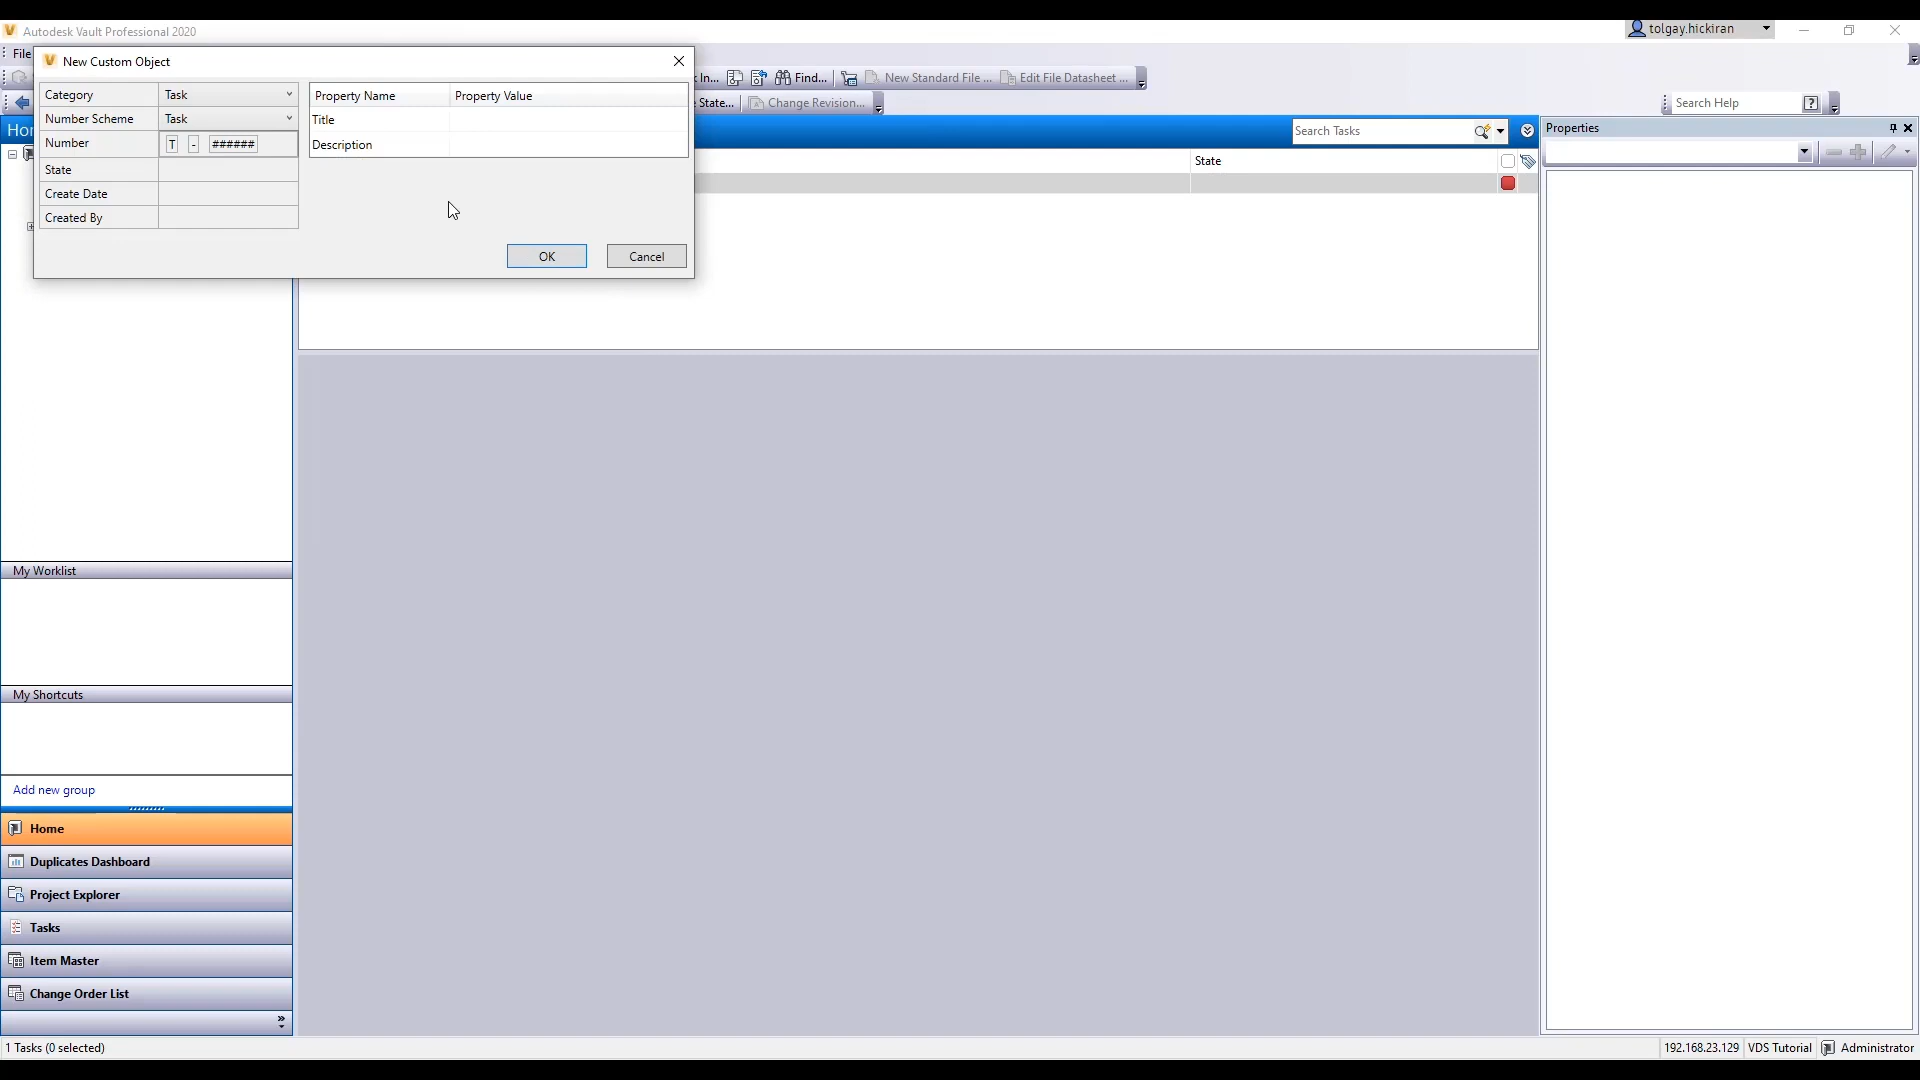 Autodesk Vault Professional 2020
tolgay.hickiran
File
New Custom Object
In...
Find...
New Standard File ...
Edit File Datasheet ...
State...
Change Revision...
Search Help
Category
Task
Number Scheme
Task
Number
T
-
######
State
Create Date
Created By
Property Name
Property Value
Title
Description
OK
Cancel
Search Tasks
State
Properties
My Worklist
My Shortcuts
Add new group
Home
Duplicates Dashboard
Project Explorer
Tasks
Item Master
Change Order List
1 Tasks (0 selected)
192.168.23.129
VDS Tutorial
Administrator